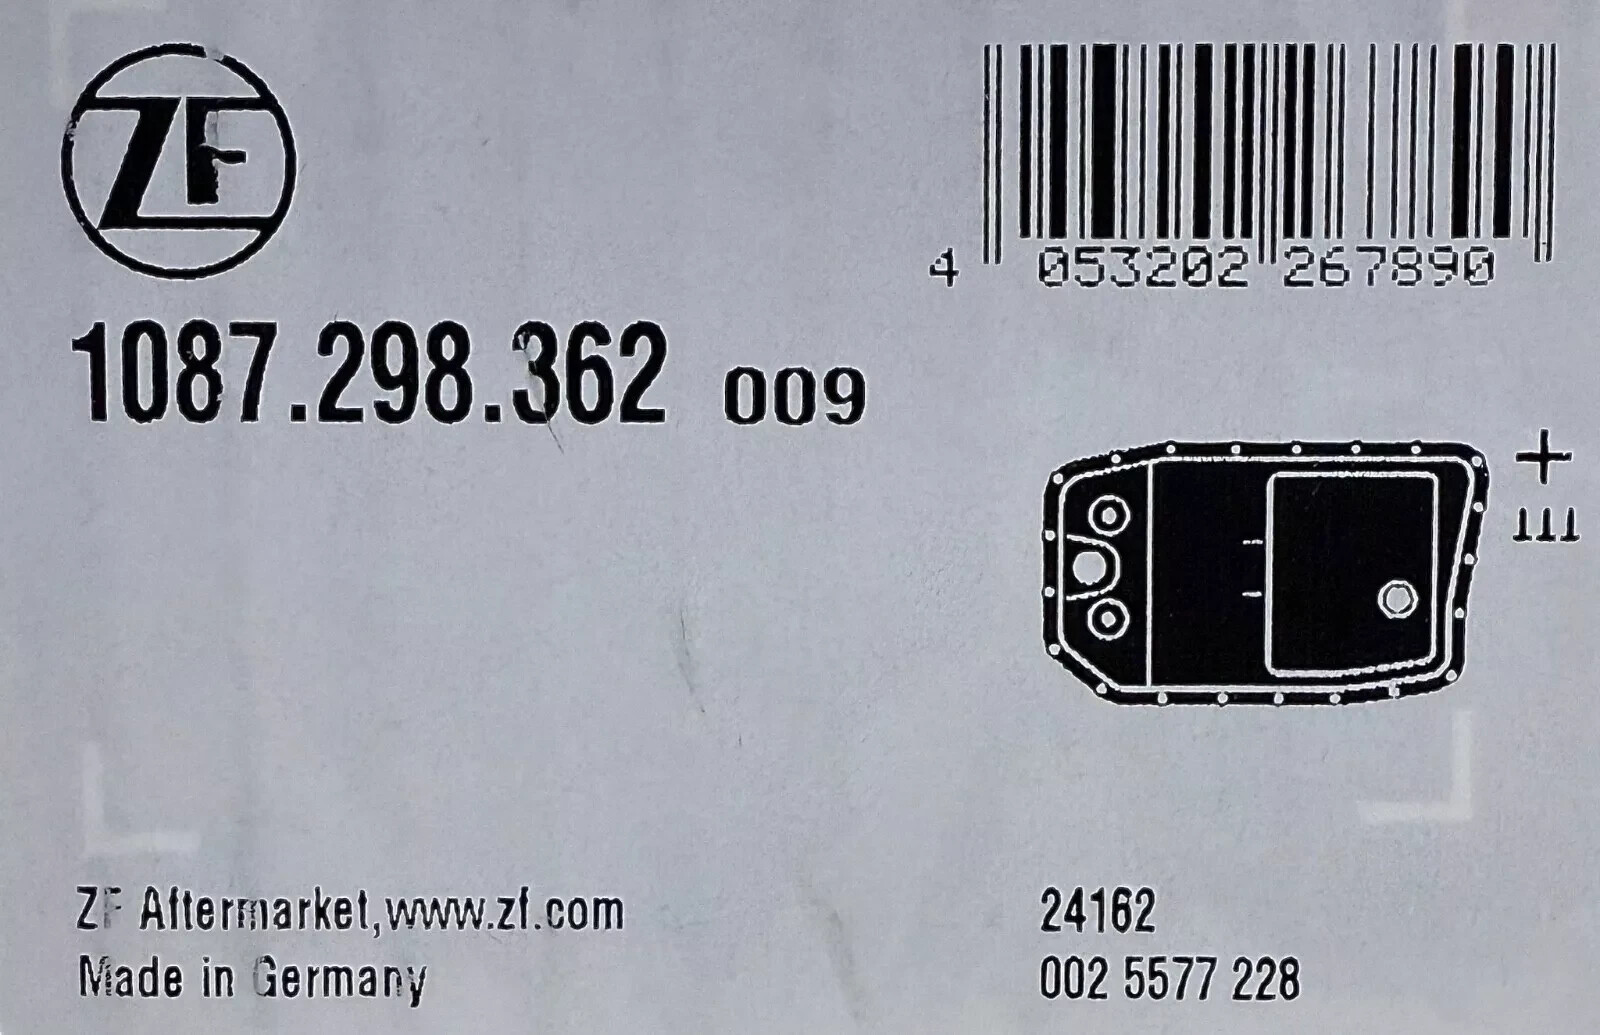 ZF
4 053202 267890
1087.298.362 009
ZF Aftermarket,www.zf.com
Made in Germany
24162
002 5577 228